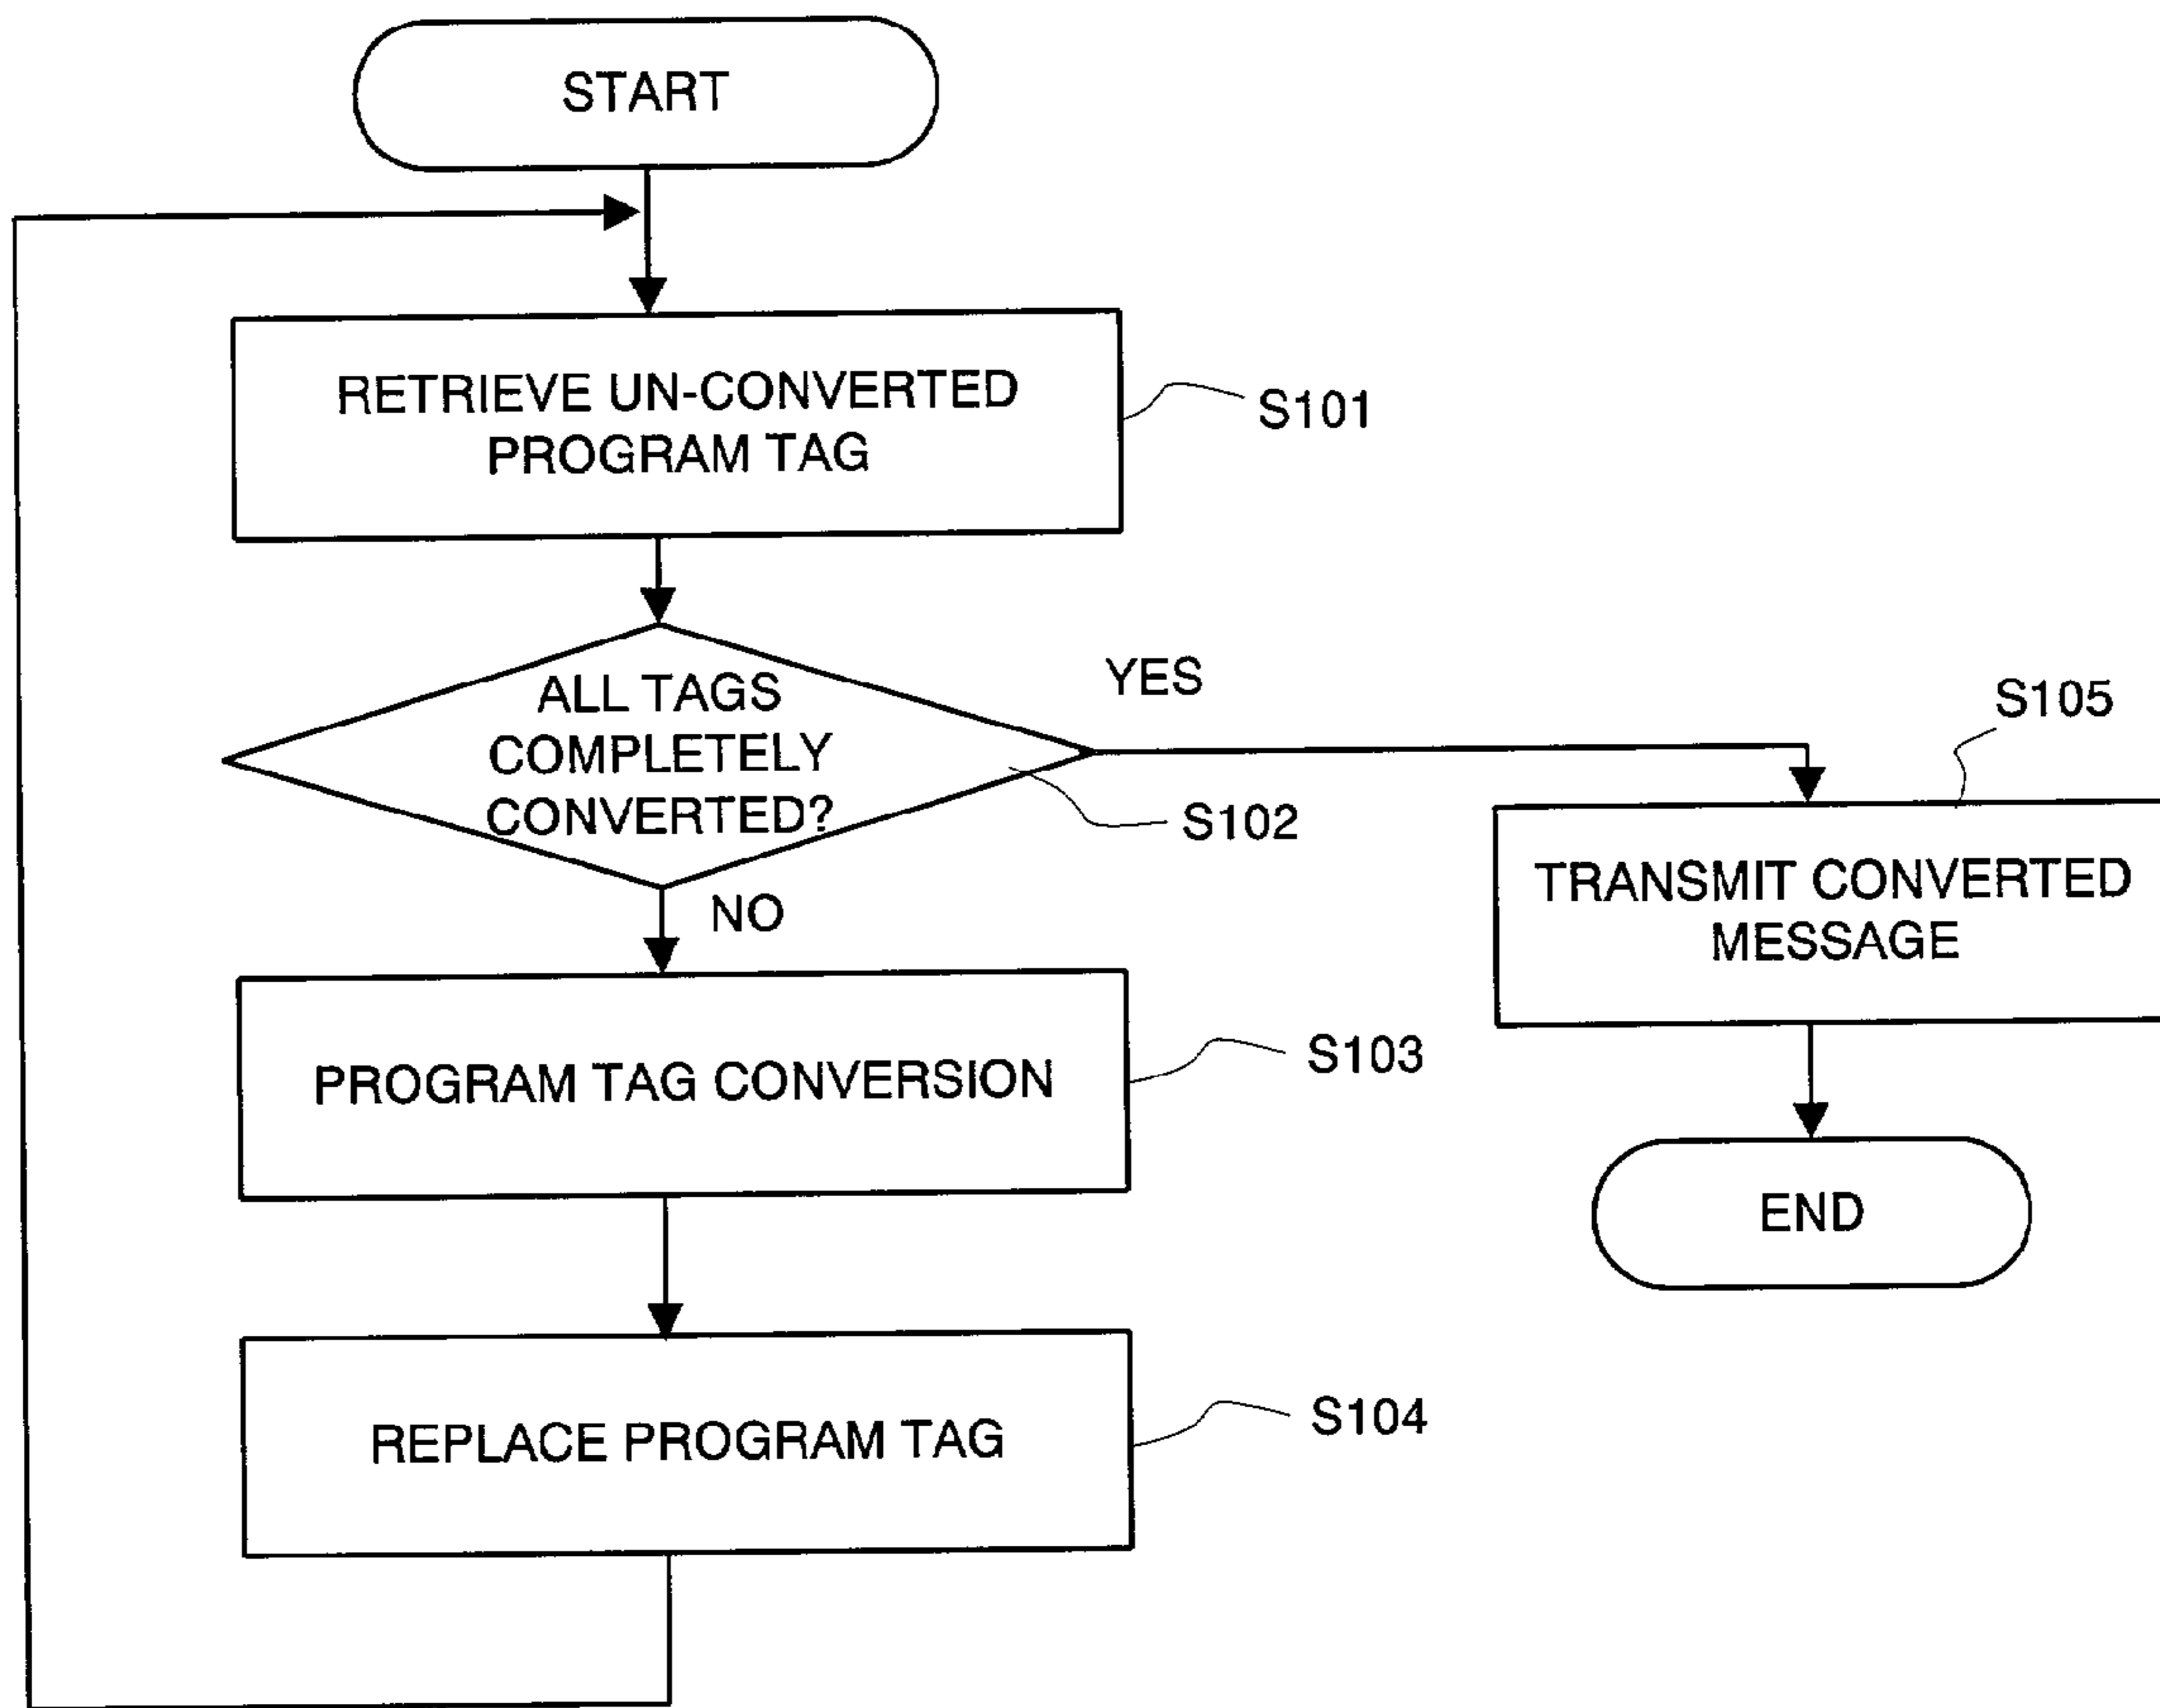 START
RETRIEVE UN-CONVERTED
PROGRAM TAG
S101
ALL TAGS
COMPLETELY
CONVERTED?
YES
S102
S105
TRANSMIT CONVERTED
MESSAGE
NO
PROGRAM TAG CONVERSION
S103
END
REPLACE PROGRAM TAG
S104